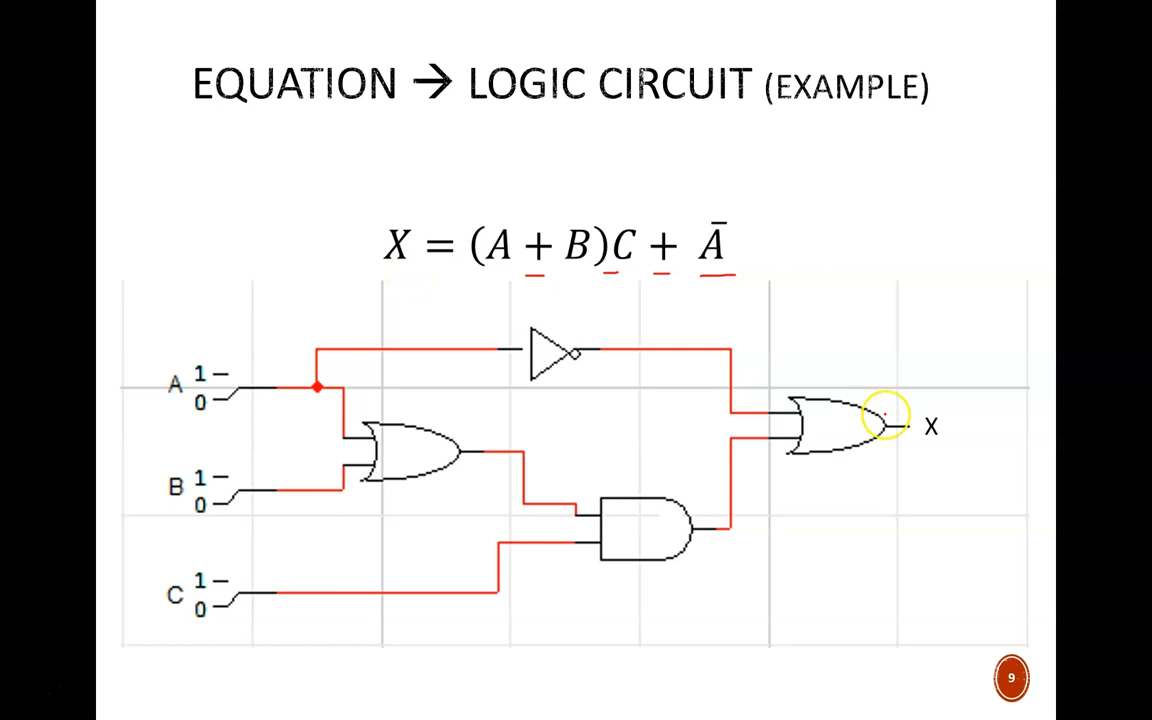 EQUATION → LOGIC CIRCUIT (EXAMPLE)
X = (A + B)C + Ā
A 1
0
B 1
0
C 1
0
X
9